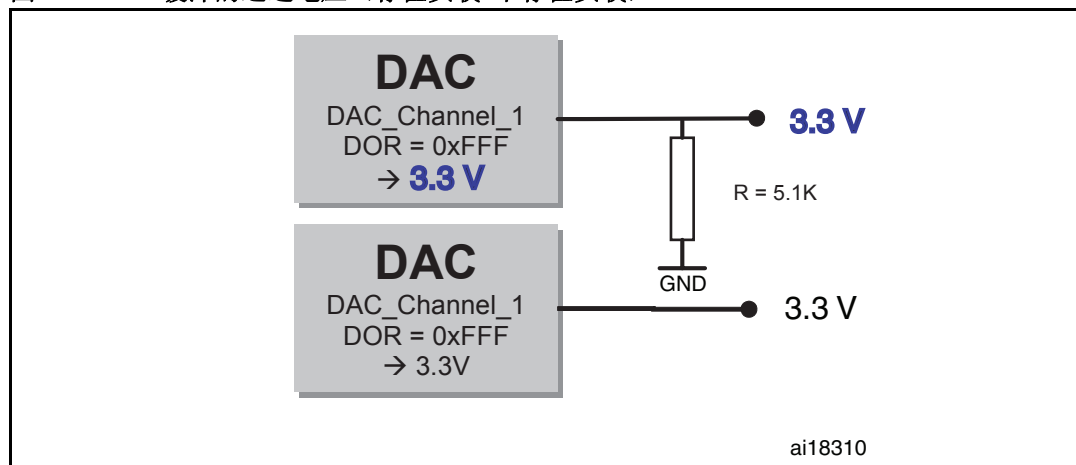 DAC
DAC_Channel_1
DOR = 0xFFF
→ 3.3 V
3.3 V
R = 5.1K
GND
DAC
DAC_Channel_1
DOR = 0xFFF
→ 3.3V
3.3 V
ai18310